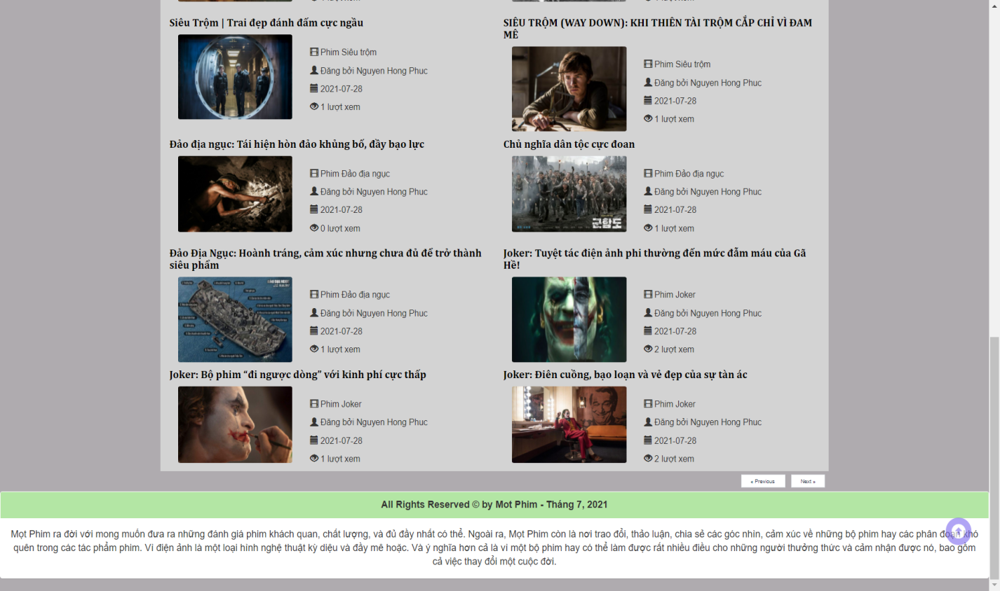 Siêu Trộm | Trai đẹp đánh đấm cực ngầu
Phim Siêu trộm
Đăng bởi Nguyen Hong Phuc
2021-07-28
1 lượt xem
SIÊU TRỘM (WAY DOWN): KHI THIÊN TÀI TRỘM CẮP CHỈ VÌ ĐAM
MÊ
Phim Siêu trộm
Đăng bởi Nguyen Hong Phuc
2021-07-28
1 lượt xem
Đảo địa ngục: Tái hiện hòn đảo khủng bố, đầy bạo lực
Phim Đảo địa ngục
Đăng bởi Nguyen Hong Phuc
2021-07-28
0 lượt xem
Chủ nghĩa dân tộc cực đoan
군함도
Phim Đảo địa ngục
Đăng bởi Nguyen Hong Phuc
2021-07-28
1 lượt xem
Đảo Địa Ngục: Hoành tráng, cảm xúc nhưng chưa đủ để trở thành
siêu phẩm
Phim Đảo địa ngục
Đăng bởi Nguyen Hong Phuc
2021-07-28
1 lượt xem
Joker: Tuyệt tác điện ảnh phi thường đến mức đẫm máu của Gã
Hề!
Phim Joker
Đăng bởi Nguyen Hong Phuc
2021-07-28
2 lượt xem
Joker: Bộ phim “đi ngược dòng” với kinh phí cực thấp
Phim Joker
Đăng bởi Nguyen Hong Phuc
2021-07-28
1 lượt xem
Joker: Điên cuồng, bạo loạn và vẻ đẹp của sự tàn ác
Phim Joker
Đăng bởi Nguyen Hong Phuc
2021-07-28
2 lượt xem
« Previous
Next »
All Rights Reserved © by Mot Phim - Tháng 7, 2021
Mọt Phim ra đời với mong muốn đưa ra những đánh giá phim khách quan, chất lượng, và đủ đầy nhất có thể. Ngoài ra, Mọt Phim còn là nơi trao đổi, thảo luận, chia sẻ các góc nhìn, cảm xúc về những bộ phim hay các phân đoạn khó
quên trong các tác phẩm phim. Vì điện ảnh là một loại hình nghệ thuật kỳ diệu và đầy mê hoặc. Và ý nghĩa hơn cả là vì một bộ phim hay có thể làm được rất nhiều điều cho những người thưởng thức và cảm nhận được nó, bao gồm
cả việc thay đổi một cuộc đời.